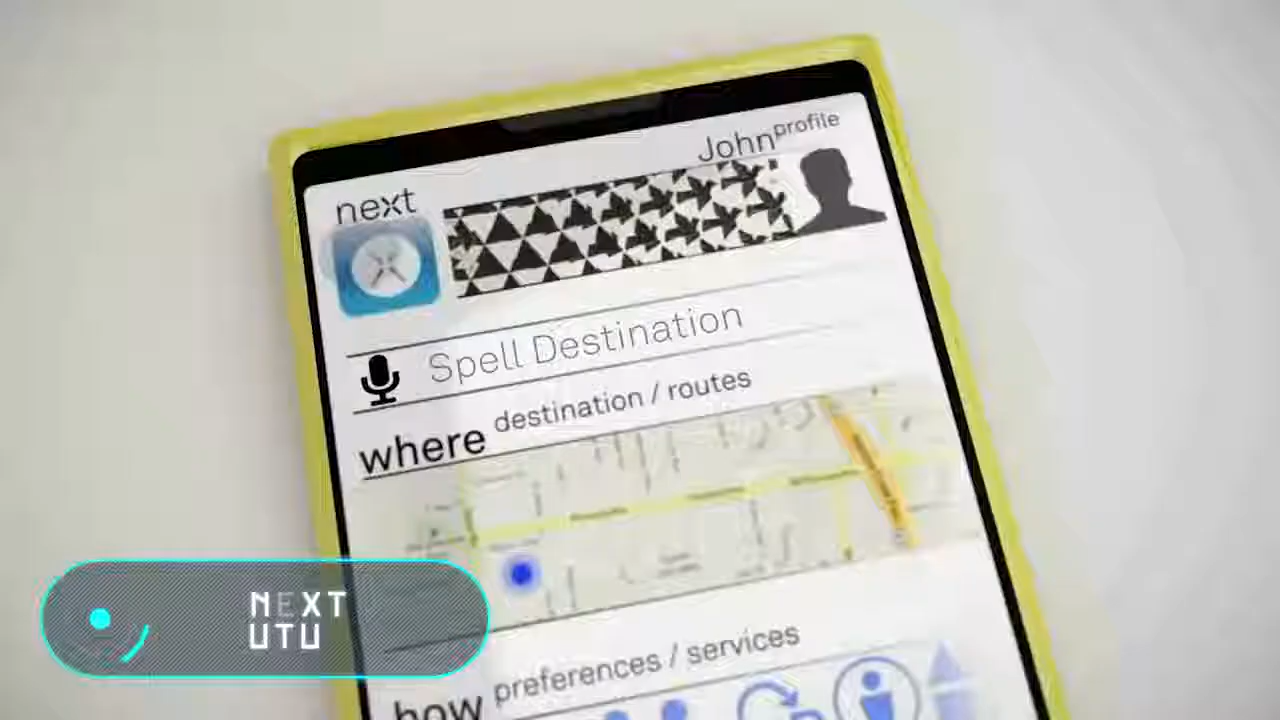 John profile
next
Spell Destination
where destination / routes
how preferences / services
NEXT
UTU